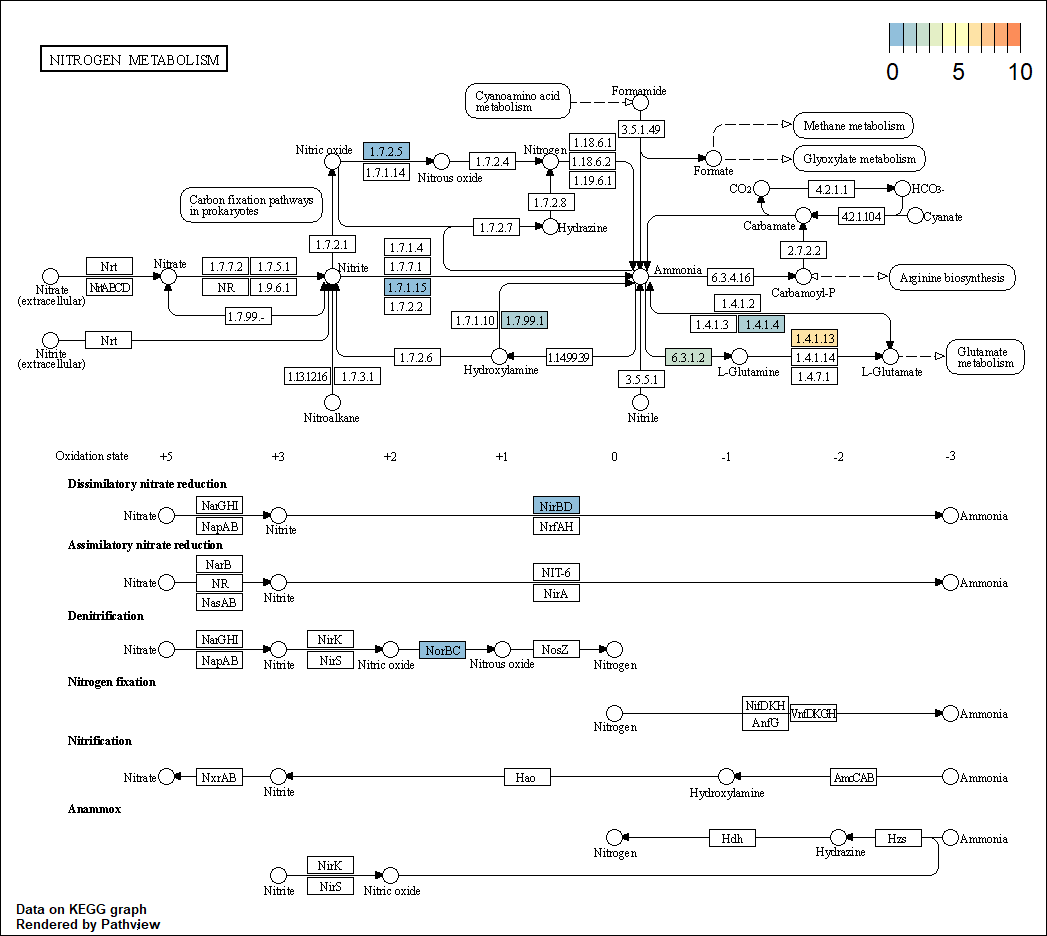 NITROGEN METABOLISM
0 5 10
Cyanoamino acid
metabolism
Formamide
3.5.1.49
Methane metabolism
Glyoxylate metabolism
Formate
Nitric oxide
1.7.2.5
1.7.1.14
Nitrous oxide
1.7.2.4
Nitrogen
1.18.6.1
1.18.6.2
1.19.6.1
1.7.2.8
1.7.2.7
Hydrazine
CO2
4.2.1.1
HCO3-
Carbamate
4.2.1.104
Cyanate
2.7.2.2
Carbon fixation pathways
in prokaryotes
1.7.2.1
Nrt
NrtABCD
Nitrate
(extracellular)
Nitrate
1.7.7.2
1.7.5.1
NR
1.9.6.1
Nitrite
1.7.1.4
1.7.7.1
1.7.1.15
1.7.2.2
Ammonia
6.3.4.16
Carbamoyl-P
Arginine biosynthesis
1.7.99.-
Nrt
Nitrite
(extracellular)
1.7.1.10
1.7.99.1
1.4.1.2
1.4.1.3
1.4.1.4
1.7.2.6
Hydroxylamine
1.14.99.39
6.3.1.2
L-Glutamine
1.4.1.13
1.4.1.14
1.4.7.1
L-Glutamate
Glutamate
metabolism
1.13.12.16
1.7.3.1
Nitroalkane
3.5.5.1
Nitrile
Oxidation state +5 +3 +2 +1 0 -1 -2 -3
Dissimilatory nitrate reduction
Nitrate
NarGHI
NapAB
Nitrite
NirBD
NrfAH
Ammonia
Assimilatory nitrate reduction
Nitrate
NarB
NR
NasAB
Nitrite
NIT-6
NirA
Ammonia
Denitrification
Nitrate
NarGHI
NapAB
Nitrite
NirK
NirS
Nitric oxide
NorBC
Nitrous oxide
NosZ
Nitrogen
Nitrogen fixation
Nitrogen
NifDKH
AnfG
VnfDKGH
Ammonia
Nitrification
Nitrate
NxrAB
Nitrite
Hao
Hydroxylamine
AmoCAB
Ammonia
Anammox
Nitrogen
Hdh
Hydrazine
Hzs
Ammonia
Nitrite
NirK
NirS
Nitric oxide
Data on KEGG graph
Rendered by Pathview